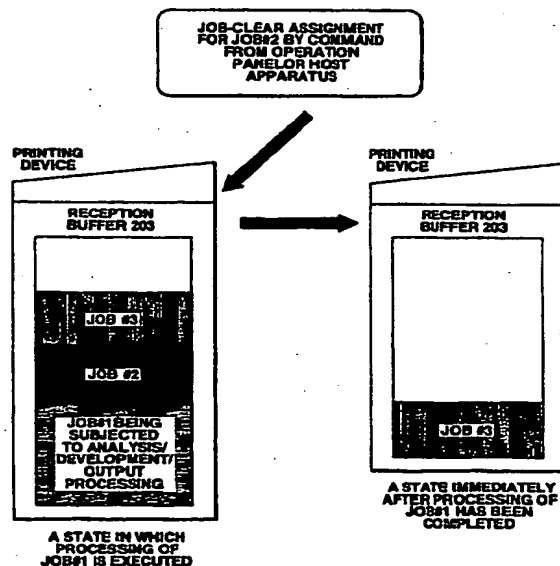 JOB-CLEAR ASSIGNMENT
FOR JOB#2 BY COMMAND
FROM OPERATION
PANELOR HOST
APPARATUS
PRINTING
DEVICE
RECEPTION
BUFFER 203
JOB #3
JOB #2
JOB#1 BEING
SUBJECTED
TO ANALYSIS/
DEVELOPMENT/
OUTPUT
PROCESSING
A STATE IN WHICH
PROCESSING OF
JOB#1 IS EXECUTED
PRINTING
DEVICE
RECEPTION
BUFFER 203
JOB #3
A STATE IMMEDIATELY
AFTER PROCESSING OF
JOB#1 HAS BEEN
COMPLETED